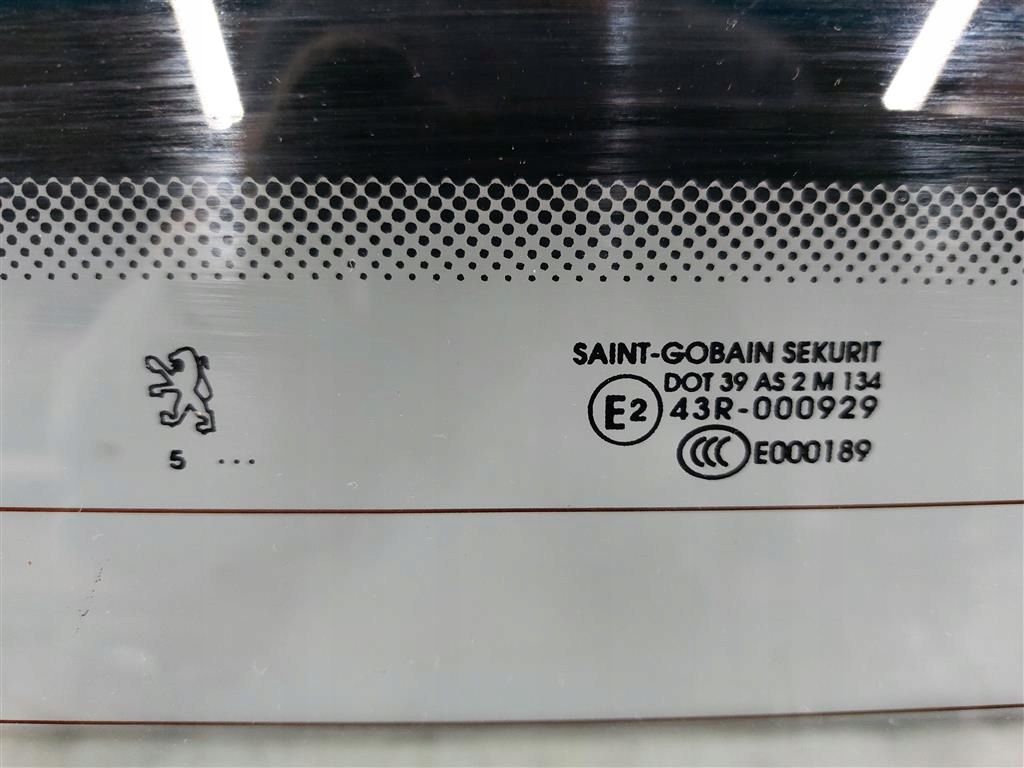 SAINT-GOBAIN SEKURIT
DOT 39 AS 2 M 134
E2 43R-000929
CCC E000189
5 ...